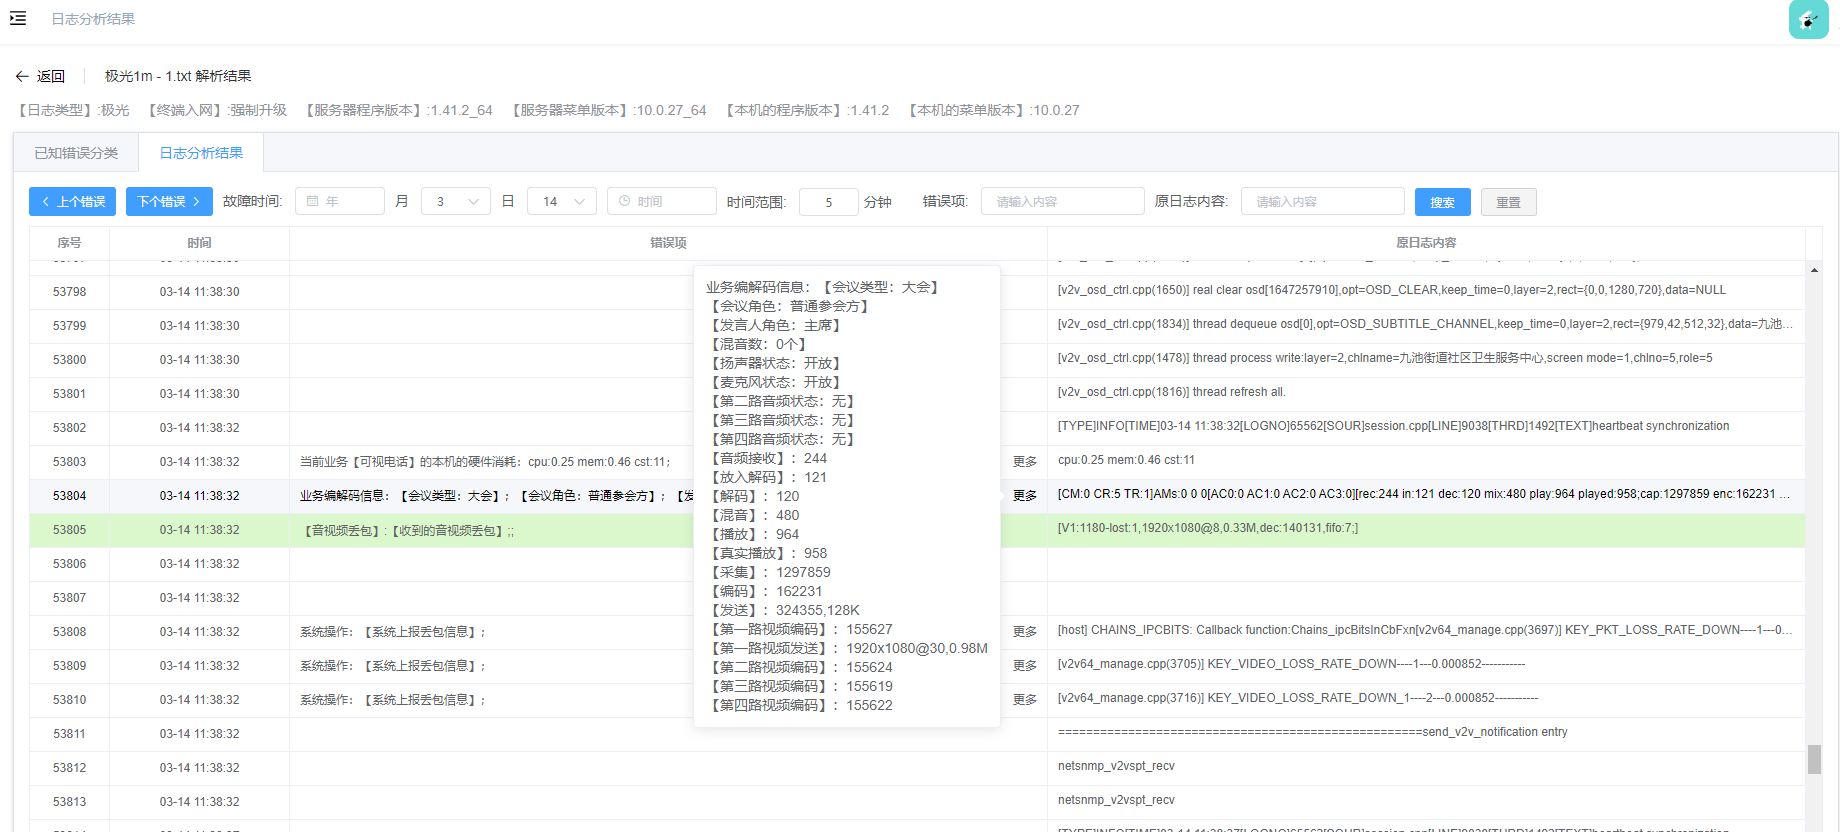 日志分析结果
返回
极光1m - 1.txt 解析结果
【日志类型】:极光 【终端入网】:强制升级 【服务器程序版本】:1.41.2_64 【服务器菜单版本】:10.0.27_64 【本机的程序版本】:1.41.2 【本机的菜单版本】:10.0.27
已知错误分类 日志分析结果
上个错误 下个错误 故障时间: 年 月 3 日 14 时间 时间范围: 5 分钟 错误项: 请输入内容 原日志内容: 请输入内容 搜索 重置
序号 时间 错误项 原日志内容
53798 03-14 11:38:30 [v2v_osd_ctrl.cpp(1650)] real clear osd[1647257910],opt=OSD_CLEAR,keep_time=0,layer=2,rect={0,0,1280,720},data=NULL
53799 03-14 11:38:30 [v2v_osd_ctrl.cpp(1834)] thread dequeue osd[0],opt=OSD_SUBTITLE_CHANNEL,keep_time=0,layer=2,rect={979,42,512,32},data=九池...
53800 03-14 11:38:30 [v2v_osd_ctrl.cpp(1478)] thread process write:layer=2,chlname=九池街道社区卫生服务中心,screen mode=1,chlno=5,role=5
53801 03-14 11:38:30 [v2v_osd_ctrl.cpp(1816)] thread refresh all.
53802 03-14 11:38:32 [TYPE]INFO[TIME]03-14 11:38:32[LOGNO]65562[SOUR]session.cpp[LINE]9038[THRD]1492[TEXT]heartbeat synchronization
53803 03-14 11:38:32 当前业务【可视电话】的本机的硬件消耗：cpu:0.25 mem:0.46 cst:11； 更多 cpu:0.25 mem:0.46 cst:11
53804 03-14 11:38:32 业务编解码信息：【会议类型：大会】；【会议角色：普通参会方】；【发 更多 [CM:0 CR:5 TR:1]AMs:0 0 0[AC0:0 AC1:0 AC2:0 AC3:0][rec:244 in:121 dec:120 mix:480 play:964 played:958;cap:1297859 enc:162231 ...
53805 03-14 11:38:32 【音视频丢包】:【收到的音视频丢包】;; [V1:1180-lost:1,1920x1080@8,0.33M,dec:140131,fifo:7;]
53806 03-14 11:38:32
53807 03-14 11:38:32
53808 03-14 11:38:32 系统操作：【系统上报丢包信息】； 更多 [host] CHAINS_IPCBITS: Callback function:Chains_ipcBitsInCbFxn[v2v64_manage.cpp(3697)] KEY_PKT_LOSS_RATE_DOWN----1---0...
53809 03-14 11:38:32 系统操作：【系统上报丢包信息】； 更多 [v2v64_manage.cpp(3705)] KEY_VIDEO_LOSS_RATE_DOWN----1---0.000852-----------
53810 03-14 11:38:32 系统操作：【系统上报丢包信息】； 更多 [v2v64_manage.cpp(3716)] KEY_VIDEO_LOSS_RATE_DOWN_1----2---0.000852-----------
53811 03-14 11:38:32 ====================================================send_v2v_notification entry
53812 03-14 11:38:32 netsnmp_v2vspt_recv
53813 03-14 11:38:32 netsnmp_v2vspt_recv
业务编解码信息：【会议类型：大会】
【会议角色：普通参会方】
【发言人角色：主席】
【混音数：0个】
【扬声器状态：开放】
【麦克风状态：开放】
【第二路音频状态：无】
【第三路音频状态：无】
【第四路音频状态：无】
【音频接收】：244
【放入解码】：121
【解码】：120
【混音】：480
【播放】：964
【真实播放】：958
【采集】：1297859
【编码】：162231
【发送】：324355,128K
【第一路视频编码】：155627
【第一路视频发送】：1920x1080@30,0.98M
【第二路视频编码】：155624
【第三路视频编码】：155619
【第四路视频编码】：155622